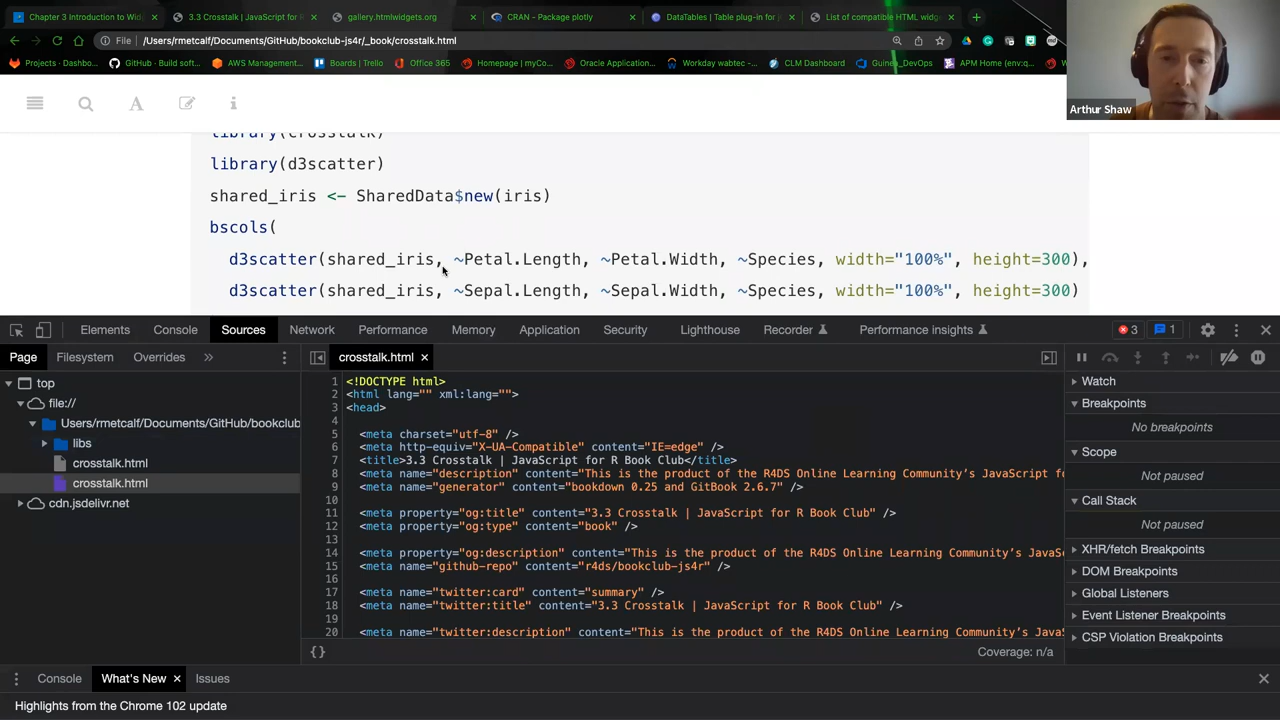 Chapter 3 Introduction to Wid
3.3 Crosstalk | JavaScript for R
gallery.htmlwidgets.org
CRAN - Package plotly
DataTables | Table plug-in for j
List of compatible HTML widg
File
/Users/rmetcalf/Documents/GitHub/bookclub-js4r/_book/crosstalk.html
Projects - Dashbo...
GitHub · Build soft...
AWS Management...
Boards | Trello
Office 365
Homepage | myCo...
Oracle Application...
Workday wabtec -...
CLM Dashboard
Guinea_DevOps
APM Home (env:q...
Arthur Shaw
library(crosstalk)
library(d3scatter)
shared_iris <- SharedData$new(iris)
bscols(
d3scatter(shared_iris, ~Petal.Length, ~Petal.Width, ~Species, width="100%", height=300),
d3scatter(shared_iris, ~Sepal.Length, ~Sepal.Width, ~Species, width="100%", height=300)
Elements Console Sources Network Performance Memory Application Security Lighthouse Recorder Performance insights 3 1
Page Filesystem Overrides »
crosstalk.html
top
file://
Users/rmetcalf/Documents/GitHub/bookclub
libs
crosstalk.html
crosstalk.html
cdn.jsdelivr.net
1 <!DOCTYPE html>
2 <html lang="" xml:lang="">
3 <head>
4
5 <meta charset="utf-8" />
6 <meta http-equiv="X-UA-Compatible" content="IE=edge" />
7 <title>3.3 Crosstalk | JavaScript for R Book Club</title>
8 <meta name="description" content="This is the product of the R4DS Online Learning Community's JavaScript fo
9 <meta name="generator" content="bookdown 0.25 and GitBook 2.6.7" />
10
11 <meta property="og:title" content="3.3 Crosstalk | JavaScript for R Book Club" />
12 <meta property="og:type" content="book" />
13
14 <meta property="og:description" content="This is the product of the R4DS Online Learning Community's JavaS
15 <meta name="github-repo" content="r4ds/bookclub-js4r" />
16
17 <meta name="twitter:card" content="summary" />
18 <meta name="twitter:title" content="3.3 Crosstalk | JavaScript for R Book Club" />
19
20 <meta name="twitter:description" content="This is the product of the R4DS Online Learning Community's JavaS
{} Coverage: n/a
Watch
Breakpoints
No breakpoints
Scope
Not paused
Call Stack
Not paused
XHR/fetch Breakpoints
DOM Breakpoints
Global Listeners
Event Listener Breakpoints
CSP Violation Breakpoints
Console What's New Issues
Highlights from the Chrome 102 update